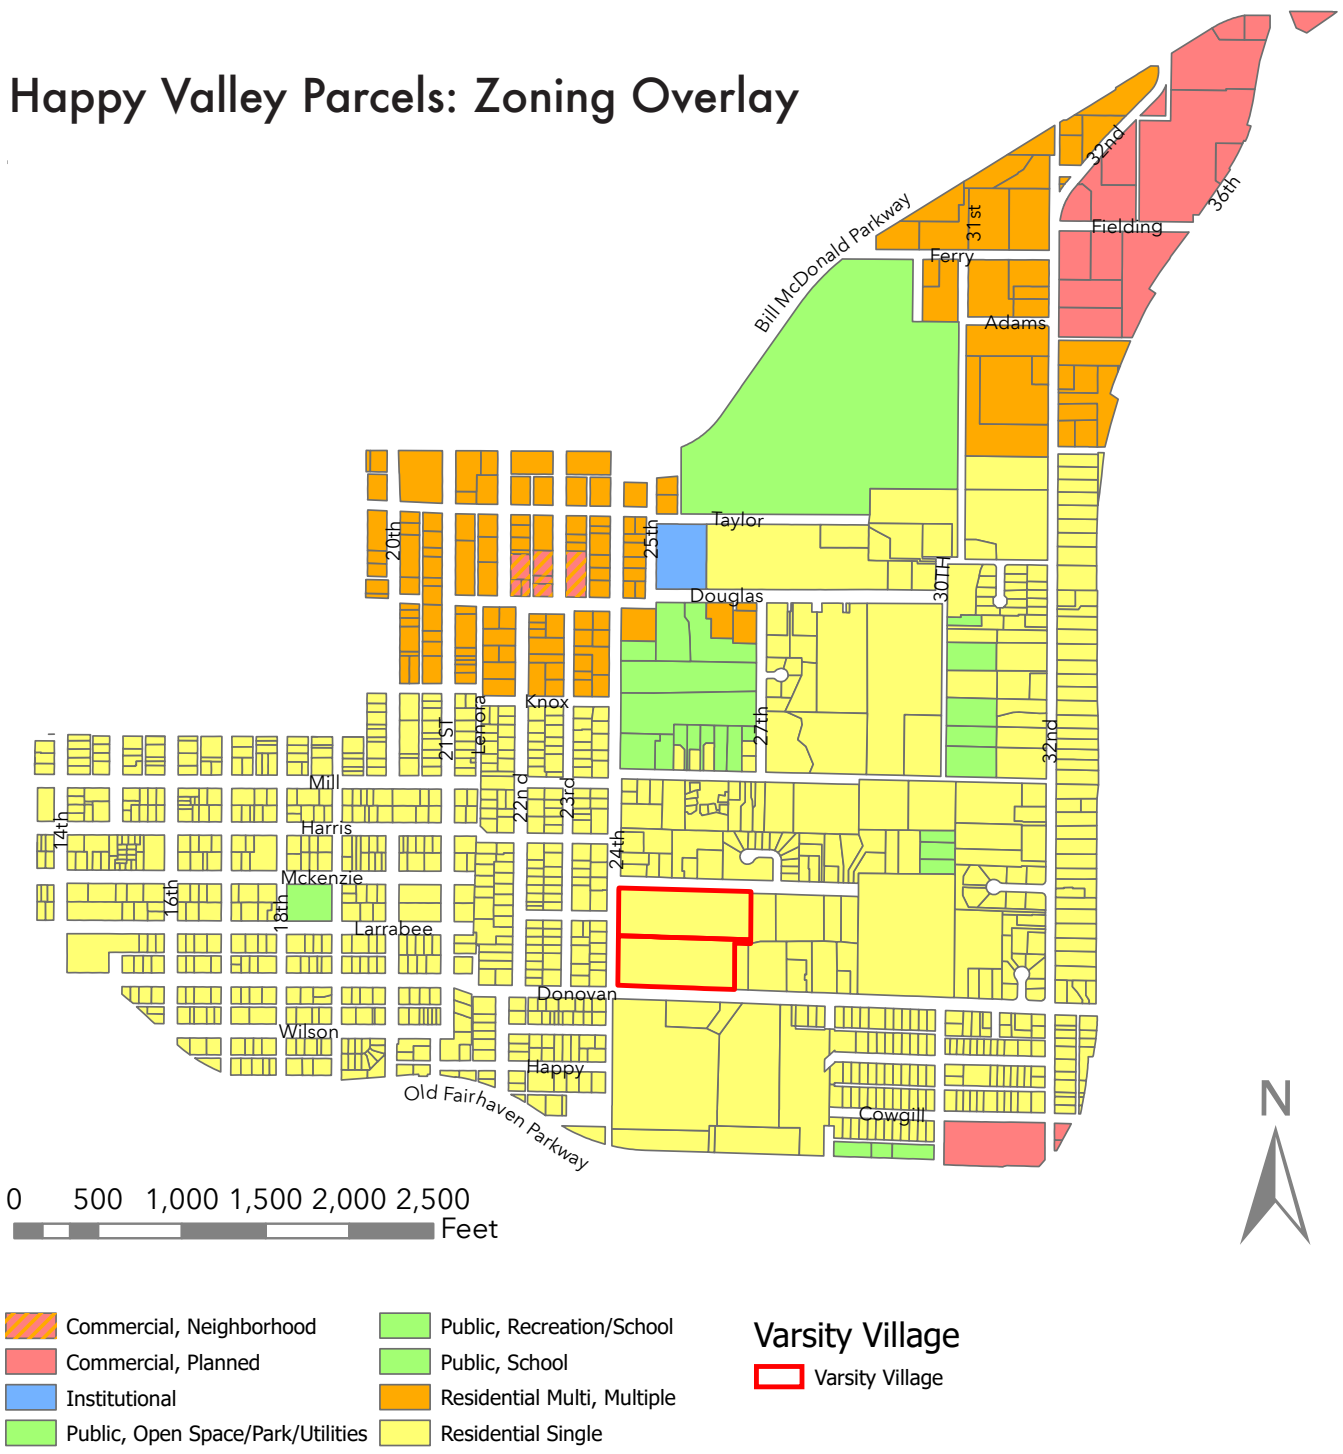 Happy Valley Parcels: Zoning Overlay
32nd
36th
Bill McDonald Parkway
31st
Fielding
Ferry
Adams
Taylor
20th
25th
30TH
Douglas
Knox
Lenora
21ST
27th
32nd
Mill
22nd
23rd
14th
Harris
24th
Mckenzie
16th
18th
Larrabee
Donovan
Wilson
Happy
Old Fairhaven Parkway
Cowgill
N
0 500 1,000 1,500 2,000 2,500
Feet
Commercial, Neighborhood
Commercial, Planned
Institutional
Public, Open Space/Park/Utilities
Public, Recreation/School
Public, School
Residential Multi, Multiple
Residential Single
Varsity Village
Varsity Village